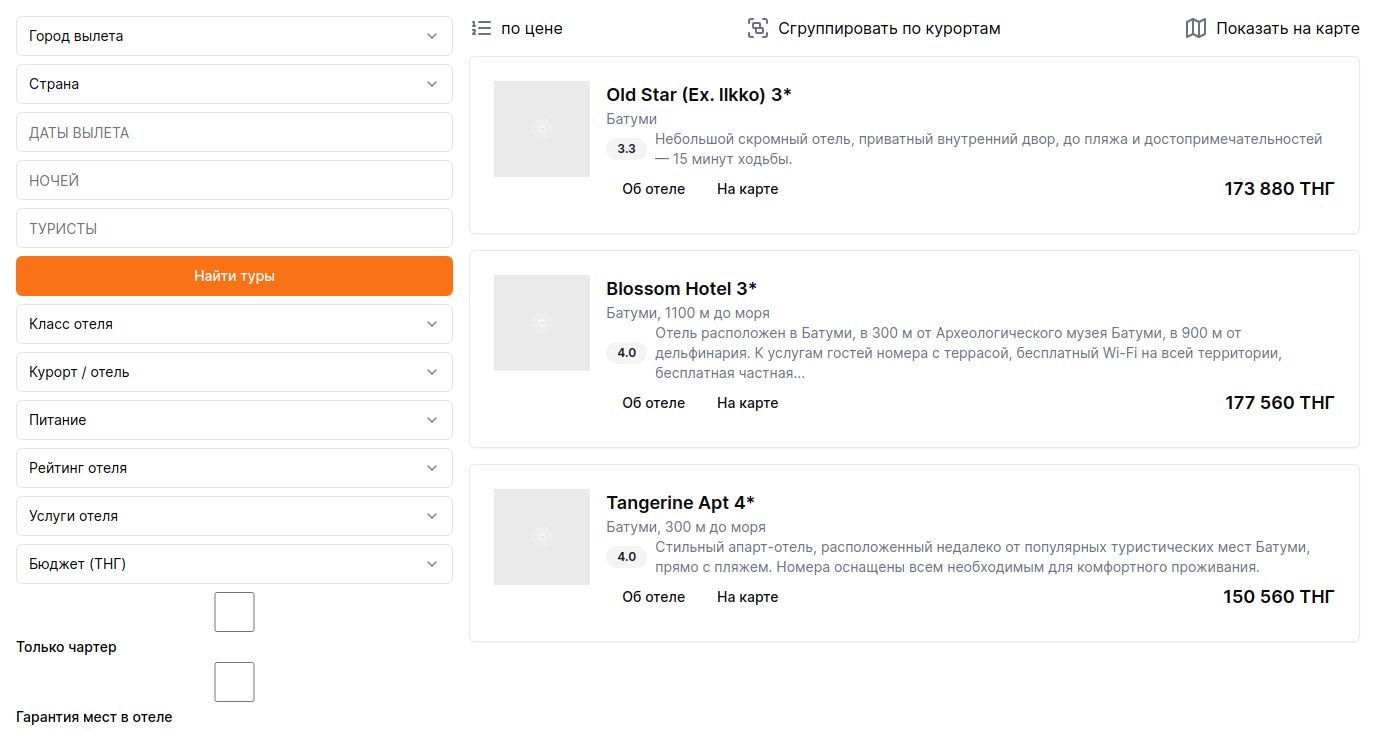 Город вылета
Страна
ДАТЫ ВЫЛЕТА
НОЧЕЙ
ТУРИСТЫ
Найти туры
Класс отеля
Курорт / отель
Питание
Рейтинг отеля
Услуги отеля
Бюджет (ТНГ)
Только чартер
Гарантия мест в отеле
по цене
Сгруппировать по курортам
Показать на карте
Old Star (Ex. Ilkko) 3*
Батуми
3.3
Небольшой скромный отель, приватный внутренний двор, до пляжа и достопримечательностей
— 15 минут ходьбы.
Об отеле
На карте
173 880 ТНГ
Blossom Hotel 3*
Батуми, 1100 м до моря
4.0
Отель расположен в Батуми, в 300 м от Археологического музея Батуми, в 900 м от
дельфинария. К услугам гостей номера с террасой, бесплатный Wi-Fi на всей территории,
бесплатная частная...
Об отеле
На карте
177 560 ТНГ
Tangerine Apt 4*
Батуми, 300 м до моря
4.0
Стильный апарт-отель, расположенный недалеко от популярных туристических мест Батуми,
прямо с пляжем. Номера оснащены всем необходимым для комфортного проживания.
Об отеле
На карте
150 560 ТНГ